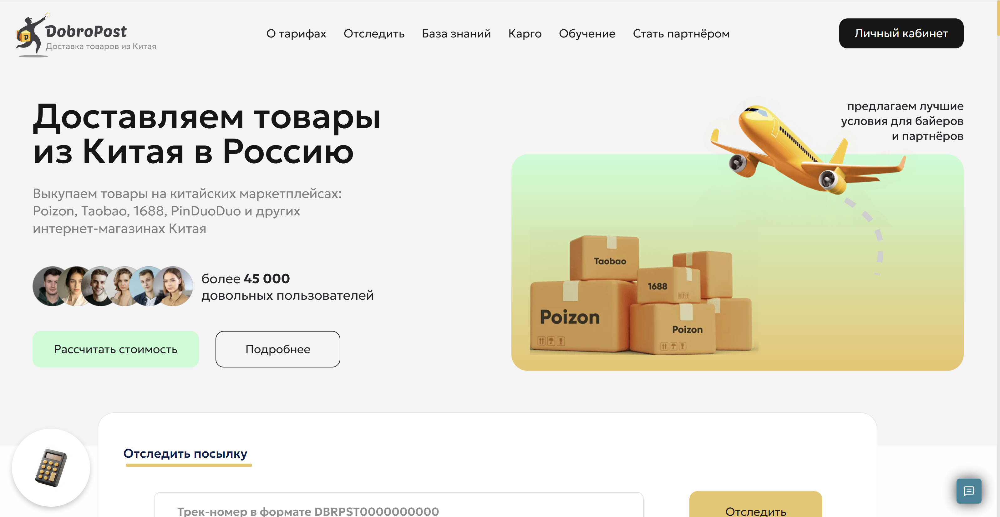 DobroPost
Доставка товаров из Китая
О тарифах
Отследить
База знаний
Карго
Обучение
Стать партнёром
Личный кабинет
Доставляем товары
из Китая в Россию
Выкупаем товары на китайских маркетплейсах:
Poizon, Taobao, 1688, PinDuoDuo и других
интернет-магазинах Китая
более 45 000
довольных пользователей
Рассчитать стоимость
Подробнее
предлагаем лучшие
условия для байеров
и партнёров
Taobao
1688
Poizon
Poizon
Отследить посылку
Трек-номер в формате DBRPST0000000000
Отследить